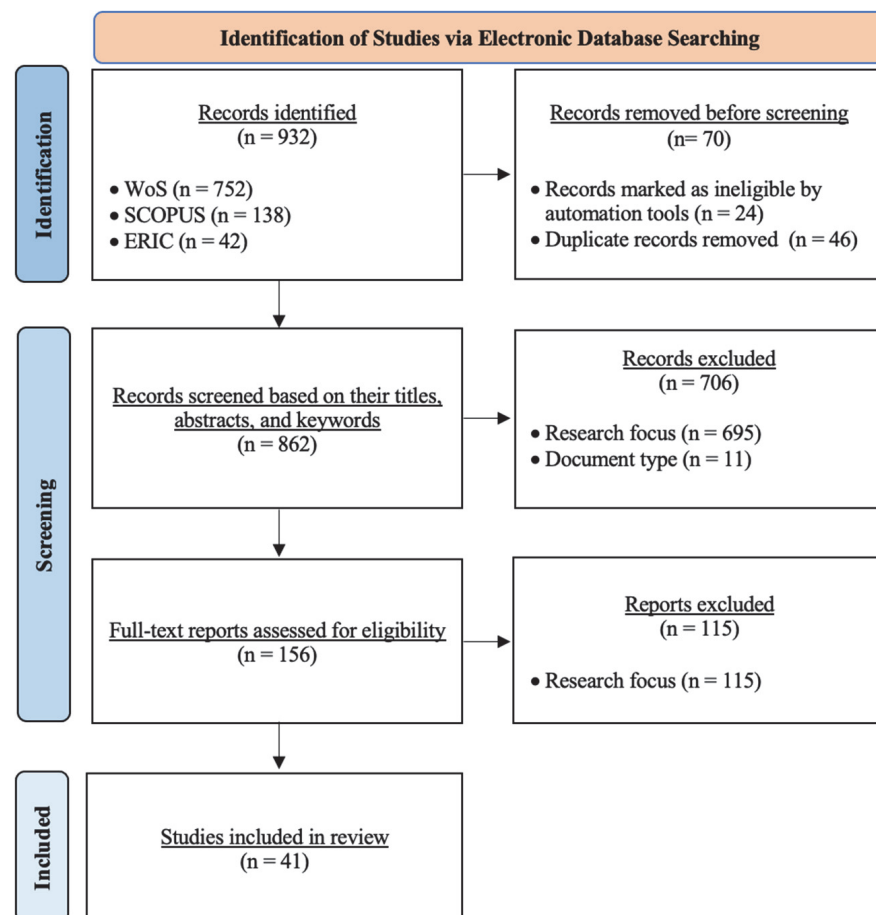 Identification of Studies via Electronic Database Searching
Identification
Records identified
(n = 932)
• WoS (n = 752)
• SCOPUS (n = 138)
• ERIC (n = 42)
Records removed before screening
(n= 70)
• Records marked as ineligible by
automation tools (n = 24)
• Duplicate records removed (n = 46)
Screening
Records screened based on their titles,
abstracts, and keywords
(n = 862)
Records excluded
(n = 706)
• Research focus (n = 695)
• Document type (n = 11)
Full-text reports assessed for eligibility
(n = 156)
Reports excluded
(n = 115)
• Research focus (n = 115)
Included
Studies included in review
(n = 41)